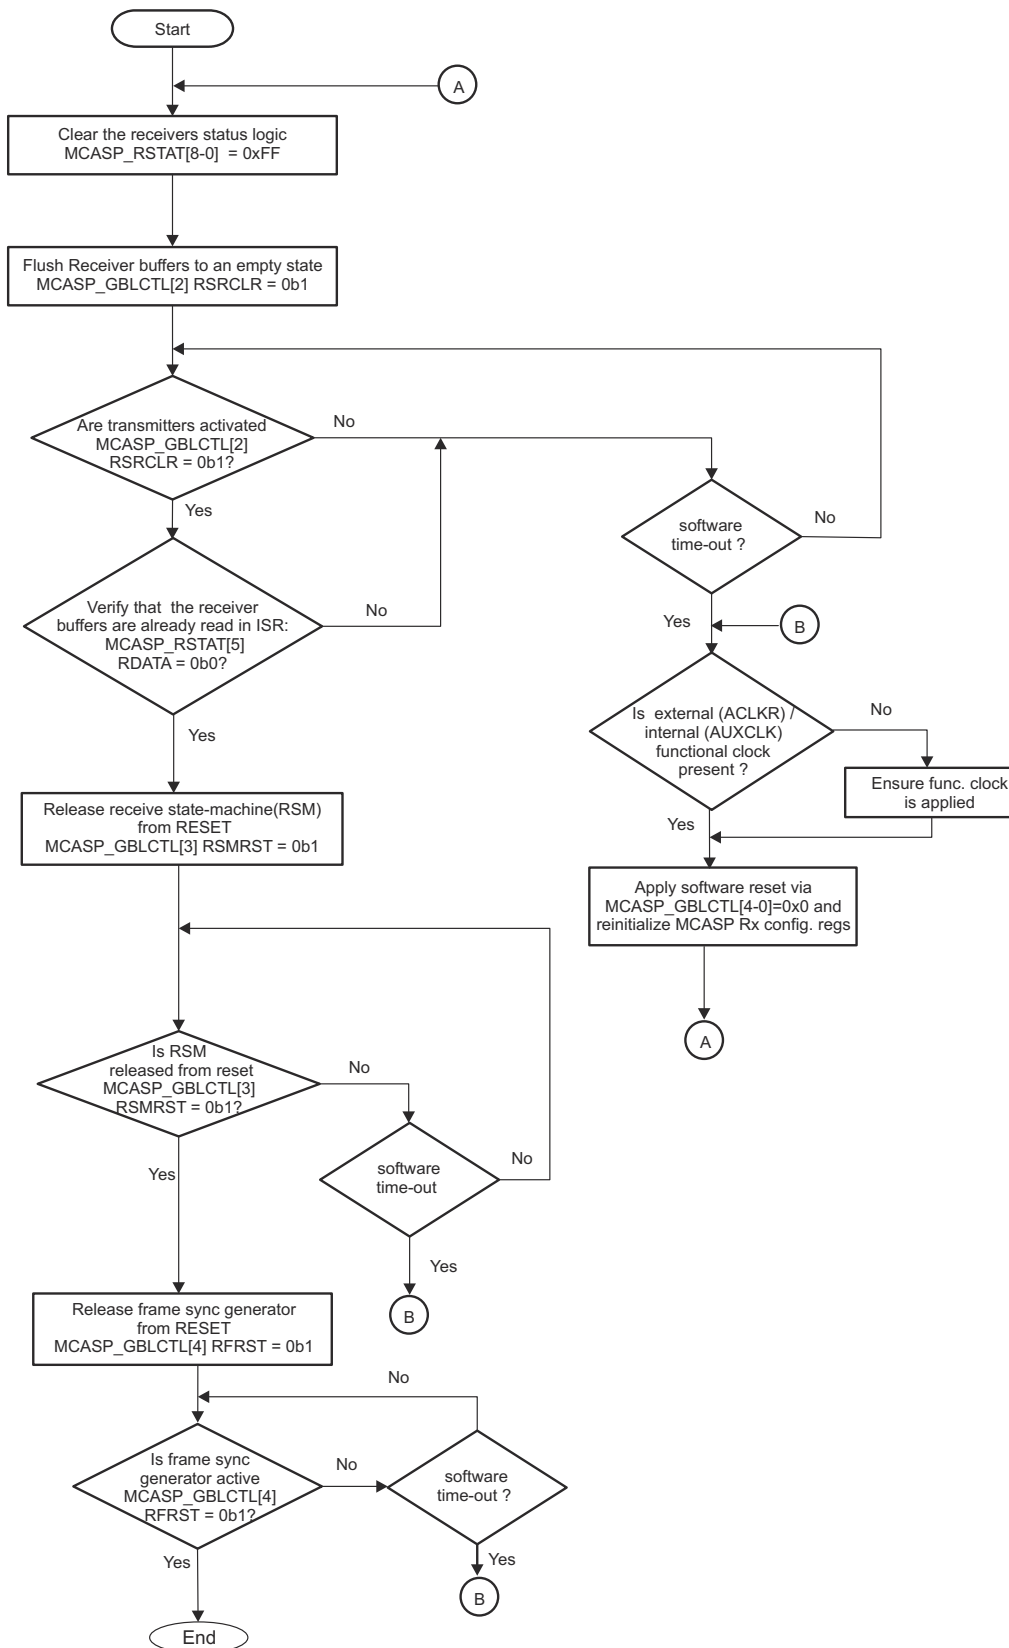 Start
A
Clear the receivers status logic
MCASP_RSTAT[8-0] = 0xFF
Flush Receiver buffers to an empty state
MCASP_GBLCTL[2] RSRCLR = 0b1
Are transmitters activated
MCASP_GBLCTL[2]
RSRCLR = 0b1?
No
Yes
software
time-out ?
No
Yes
B
Verify that the receiver
buffers are already read in ISR:
MCASP_RSTAT[5]
RDATA = 0b0?
No
Yes
Is external (ACLKR) /
internal (AUXCLK)
functional clock
present ?
No
Yes
Ensure func. clock
is applied
Release receive state-machine(RSM)
from RESET
MCASP_GBLCTL[3] RSMRST = 0b1
Apply software reset via
MCASP_GBLCTL[4-0]=0x0 and
reinitialize MCASP Rx config. regs
A
Is RSM
released from reset
MCASP_GBLCTL[3]
RSMRST = 0b1?
No
Yes
software
time-out
No
Yes
B
Release frame sync generator
from RESET
MCASP_GBLCTL[4] RFRST = 0b1
No
Is frame sync
generator active
MCASP_GBLCTL[4]
RFRST = 0b1?
No
Yes
software
time-out ?
Yes
B
End